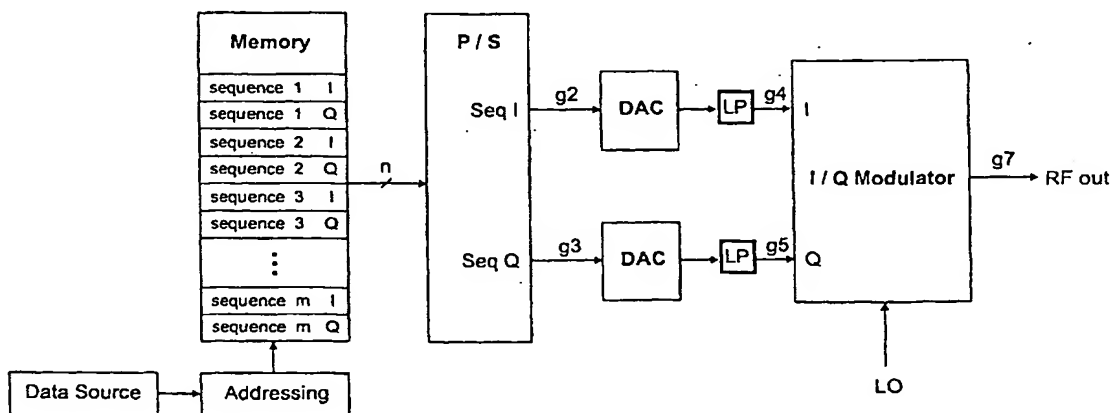 Memory
sequence 1 I
sequence 1 Q
sequence 2 I
sequence 2 Q
sequence 3 I
sequence 3 Q
⋮
sequence m I
sequence m Q
Data Source
Addressing
n
P / S
Seq I
Seq Q
g2
g3
DAC
DAC
LP
LP
g4
g5
I
I / Q Modulator
Q
LO
g7
RF out